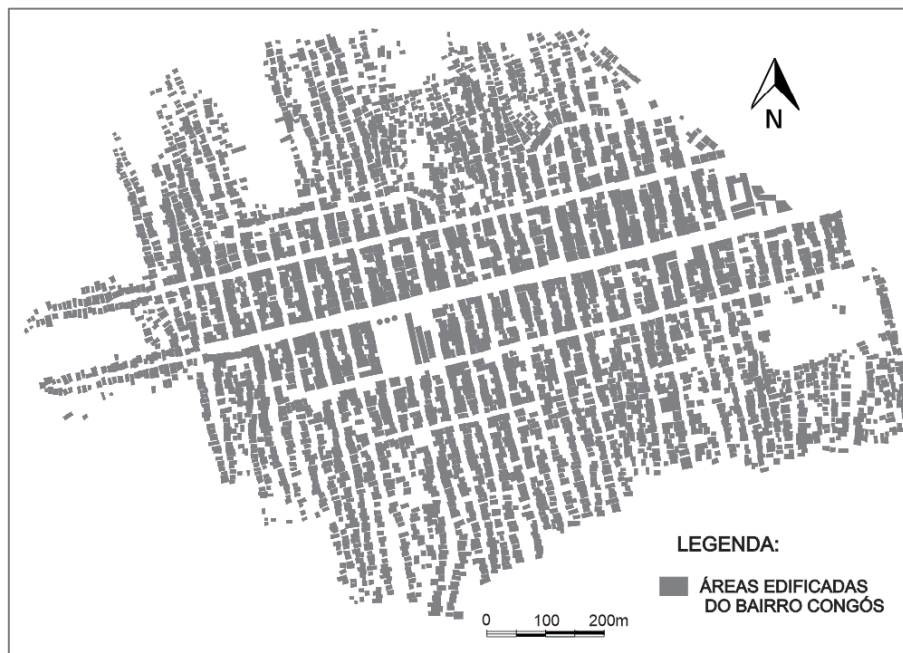 N
LEGENDA:
ÁREAS EDIFICADAS
DO BAIRRO CONGÓS
0 100 200m